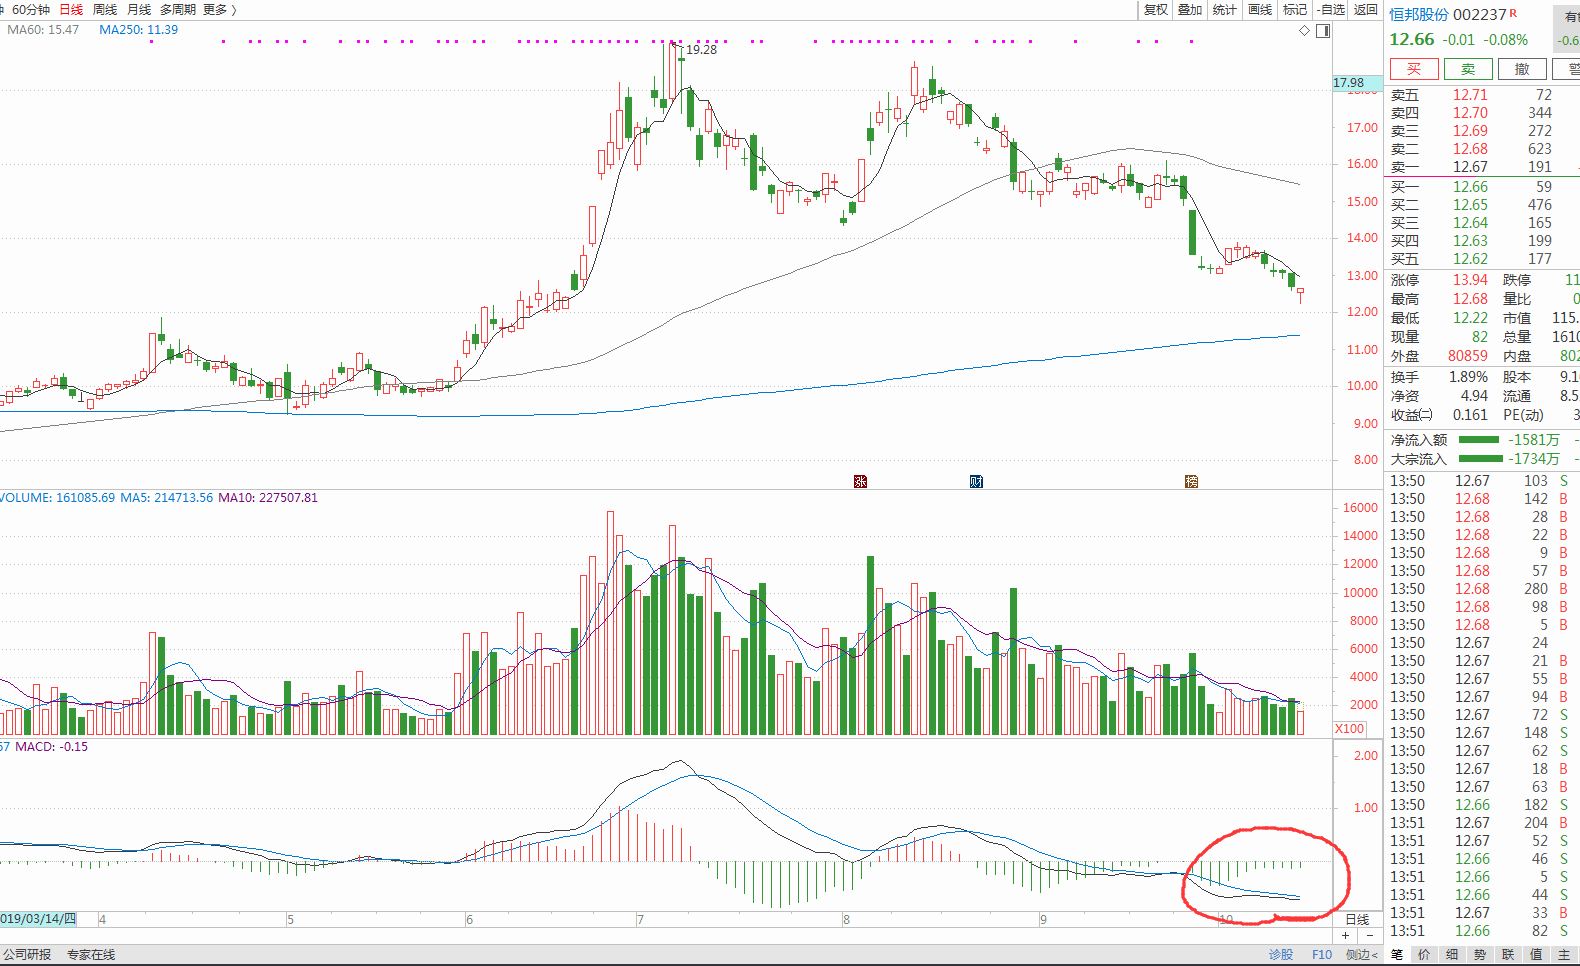 60分钟 日线 周线 月线 多周期 更多 〉
复权 叠加 统计 画线 标记 -自选 返回
MA60: 15.47 MA250: 11.39
19.28
17.98
17.00
16.00
15.00
14.00
13.00
12.00
11.00
10.00
9.00
8.00
涨 财 榜
VOLUME: 161085.69 MA5: 214713.56 MA10: 227507.81
16000
14000
12000
10000
8000
6000
4000
2000
X100
57 MACD: -0.15
2.00
1.00
019/03/14/四 4 5 6 7 8 9 10 日线
+ -
公司研报 专家在线 诊股 F10 侧边<
恒邦股份 002237 R
12.66 -0.01 -0.08% -0.6
买 卖 撤
卖五 12.71 72
卖四 12.70 344
卖三 12.69 272
卖二 12.68 623
卖一 12.67 191
买一 12.66 59
买二 12.65 476
买三 12.64 165
买四 12.63 199
买五 12.62 177
涨停 13.94 跌停 11
最高 12.68 量比 0
最低 12.22 市值 115.
现量 82 总量 1610
外盘 80859 内盘 802
换手 1.89% 股本 9.1
净资 4.94 流通 8.5
收益㈡ 0.161 PE(动) 3
净流入额 -1581万 -
大宗流入 -1734万 -
13:50 12.67 103 S
13:50 12.68 142 B
13:50 12.68 28 B
13:50 12.68 22 B
13:50 12.68 9 B
13:50 12.68 57 B
13:50 12.68 280 B
13:50 12.68 98 B
13:50 12.68 5 B
13:50 12.67 24
13:50 12.67 21 B
13:50 12.67 55 B
13:50 12.67 94 B
13:50 12.67 72 S
13:50 12.67 148 S
13:50 12.67 62 S
13:50 12.67 18 B
13:50 12.67 63 B
13:50 12.66 182 S
13:51 12.67 204 B
13:51 12.67 52 S
13:51 12.66 46 S
13:51 12.66 5 S
13:51 12.66 44 S
13:51 12.67 33 B
13:51 12.66 82 S
笔 价 细 势 联 值 主